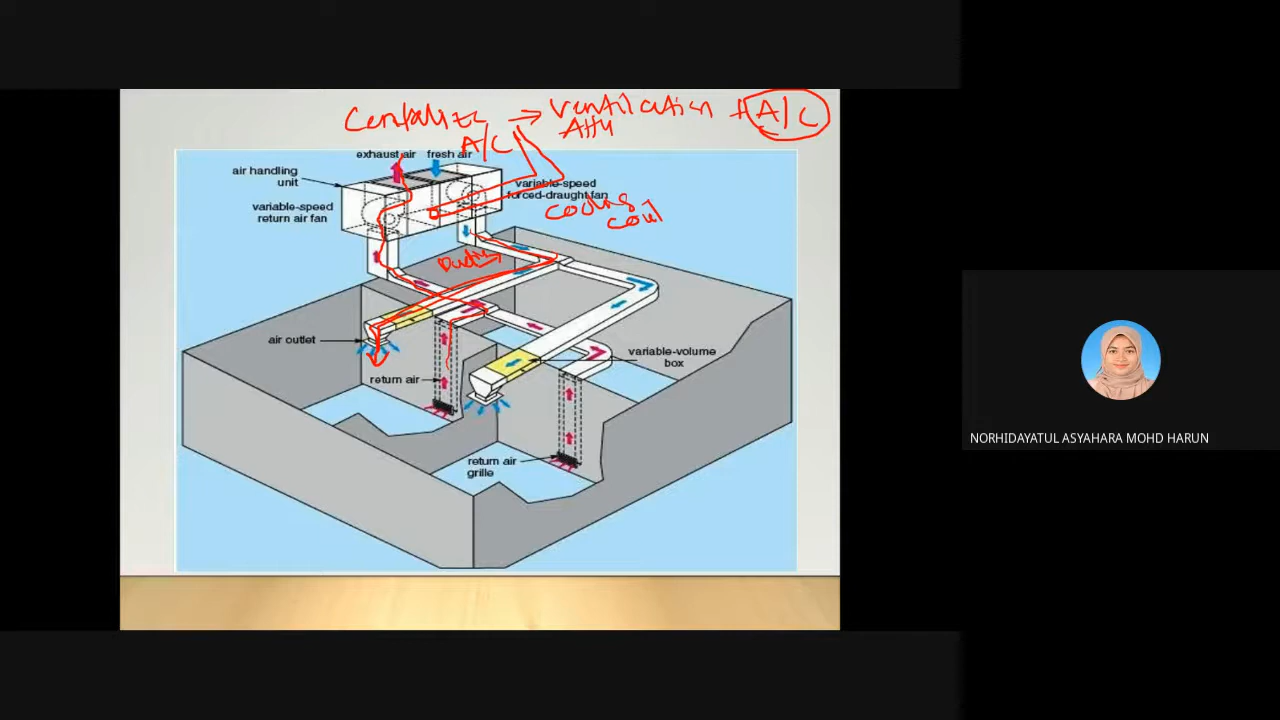 Centralize → Ventilation + A/C
A/C AHU
exhaust air fresh air
air handling
unit
variable-speed
return air fan
variable-speed
forced-draught fan
cooling
coil
air outlet
return air
variable-volume
box
return air
grille
NORHIDAYATUL ASYAHARA MOHD HARUN